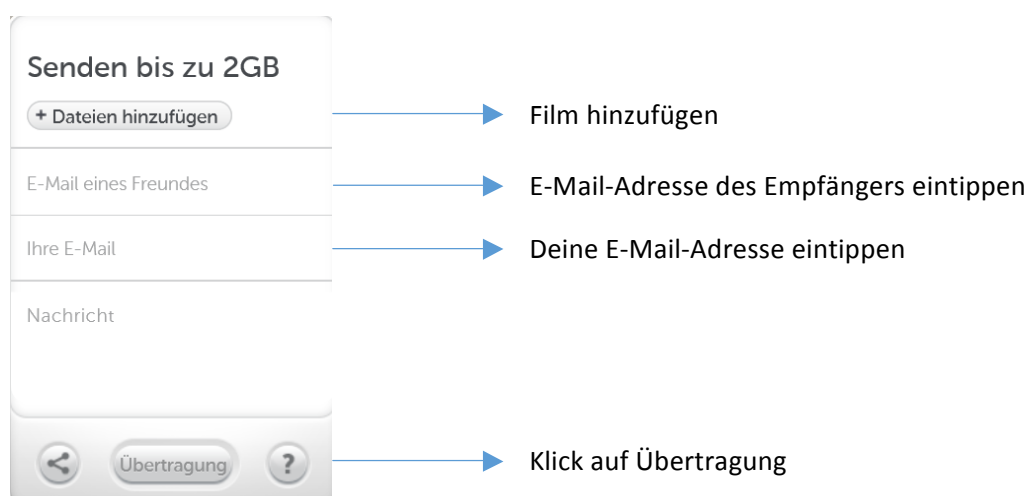 Senden bis zu 2GB
+ Dateien hinzufügen
Film hinzufügen
E-Mail eines Freundes
E-Mail-Adresse des Empfängers eintippen
Ihre E-Mail
Deine E-Mail-Adresse eintippen
Nachricht
Übertragung
?
Klick auf Übertragung